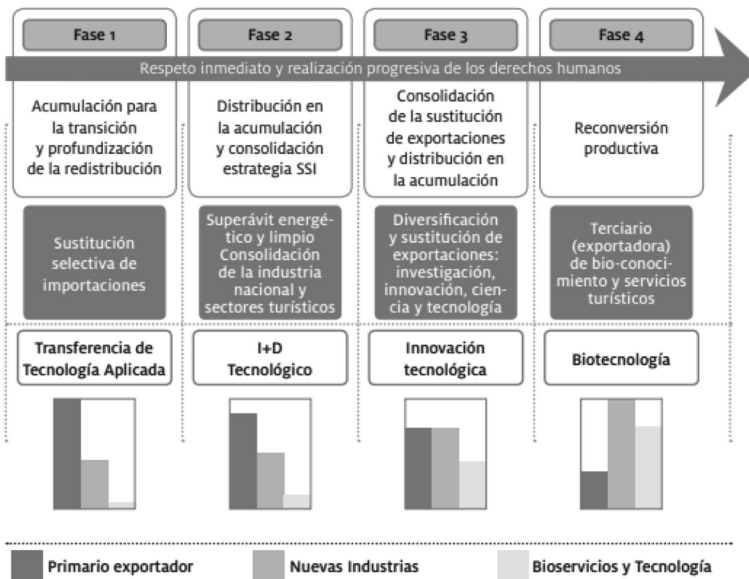 Fase 1
Fase 2
Fase 3
Fase 4
Respeto inmediato y realización progresiva de los derechos humanos
Acumulación para
la transición
y profundización
de la redistribución
Distribución en
la acumulación
y consolidación
estrategia SSI
Consolidación
de la sustitución
de exportaciones
y distribución en
la acumulación
Reconversión
productiva
Sustitución
selectiva de
importaciones
Superávit energé-
tico y limpio
Consolidación
de la industria
nacional y
sectores turísticos
Diversificación
y sustitución de
exportaciones:
investigación,
innovación, cien-
cia y tecnología
Terciario
(exportadora)
de bio-conoci-
miento y servicios
turísticos
Transferencia de
Tecnología Aplicada
I+D
Tecnológico
Innovación
tecnológica
Biotecnología
Primario exportador
Nuevas Industrias
Bioservicios y Tecnología